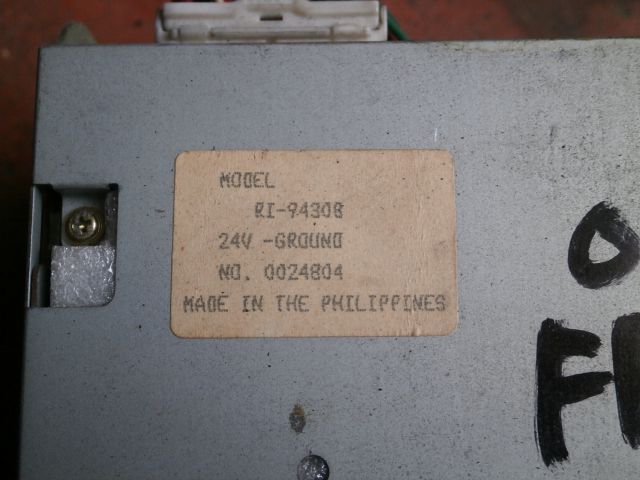 MODEL
RI-9430B
24V -GROUND
NO. 0024804
MADE IN THE PHILIPPINES